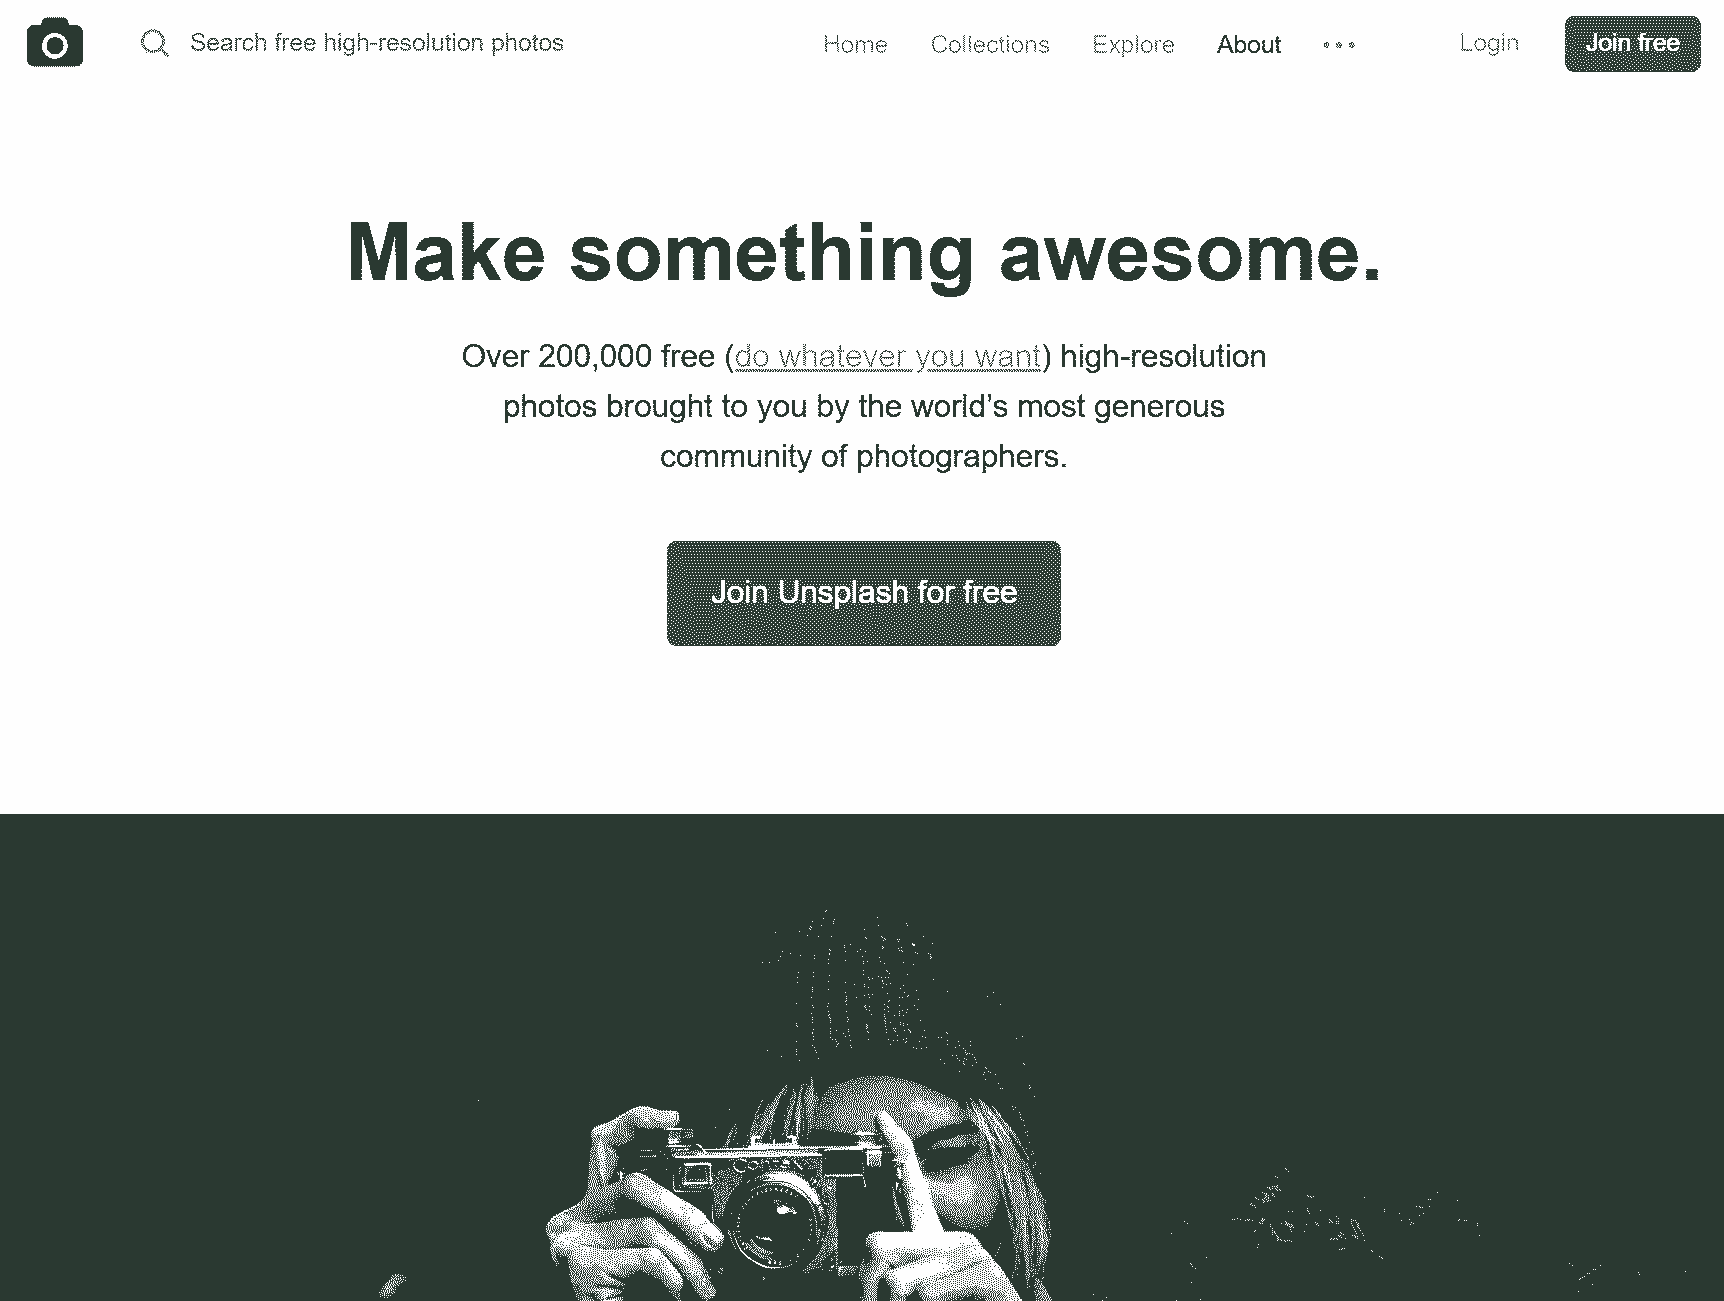 Search free high-resolution photos
Home Collections Explore About ••• Login Join free
Make something awesome.
Over 200,000 free (do whatever you want) high-resolution
photos brought to you by the world’s most generous
community of photographers.
Join Unsplash for free